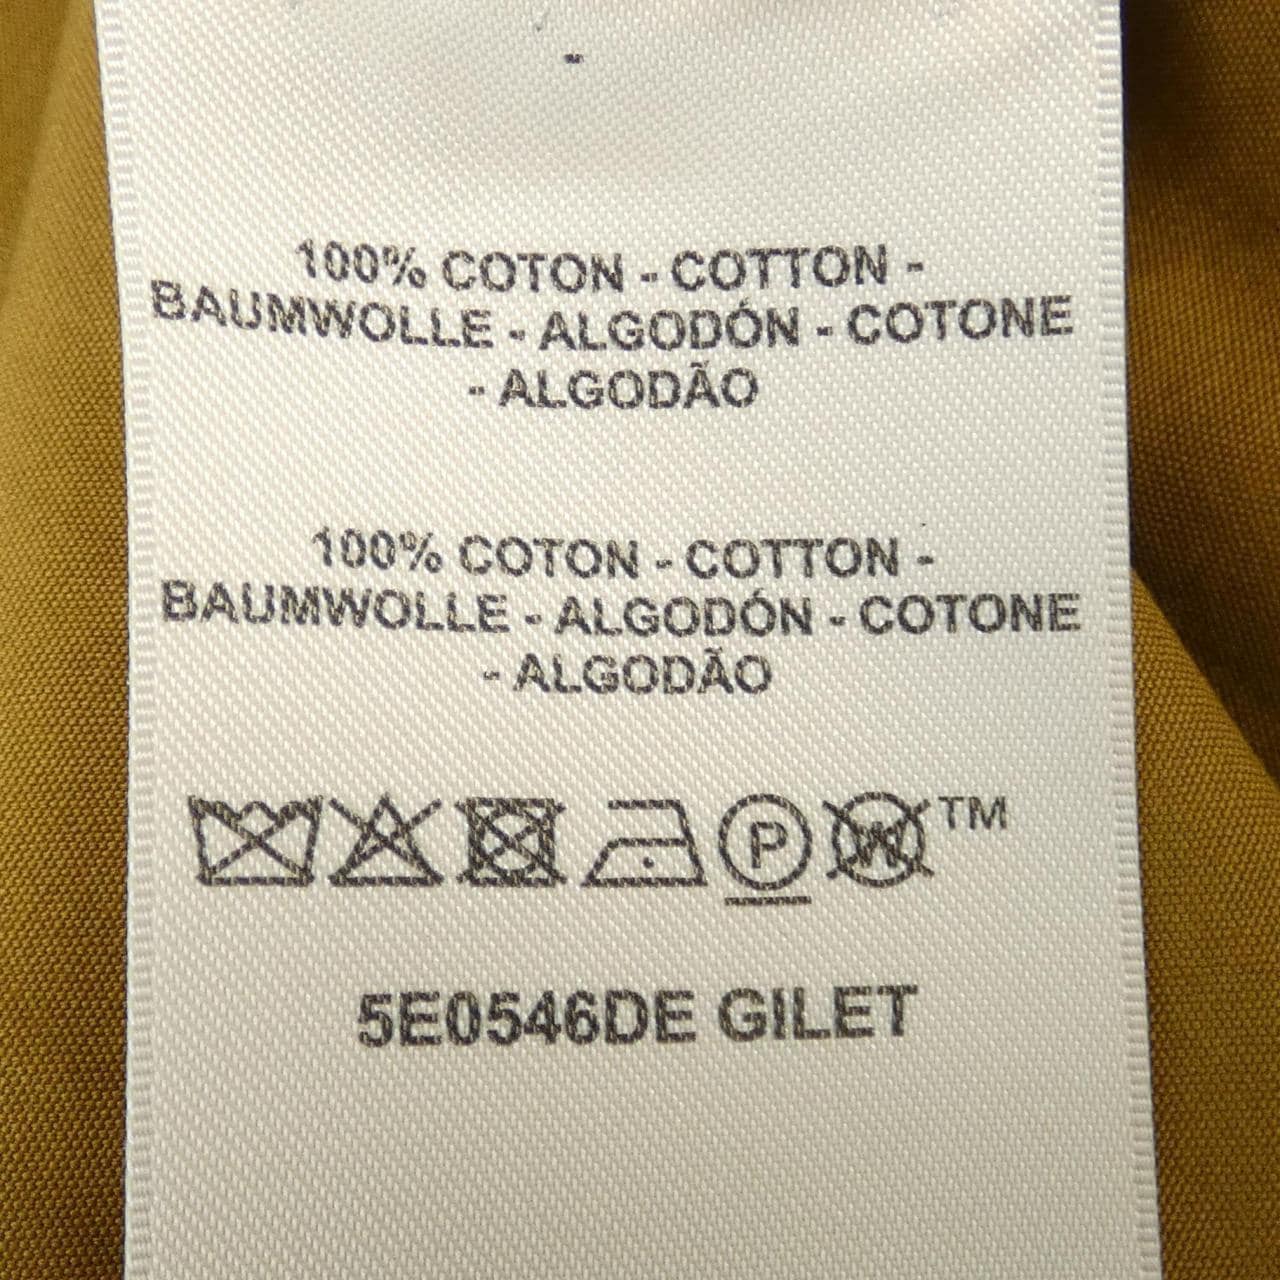 -
100% COTON - COTTON -
BAUMWOLLE - ALGODÓN - COTONE
- ALGODÃO
100% COTON - COTTON -
BAUMWOLLE - ALGODÓN - COTONE
- ALGODÃO
P W TM
5E0546DE GILET